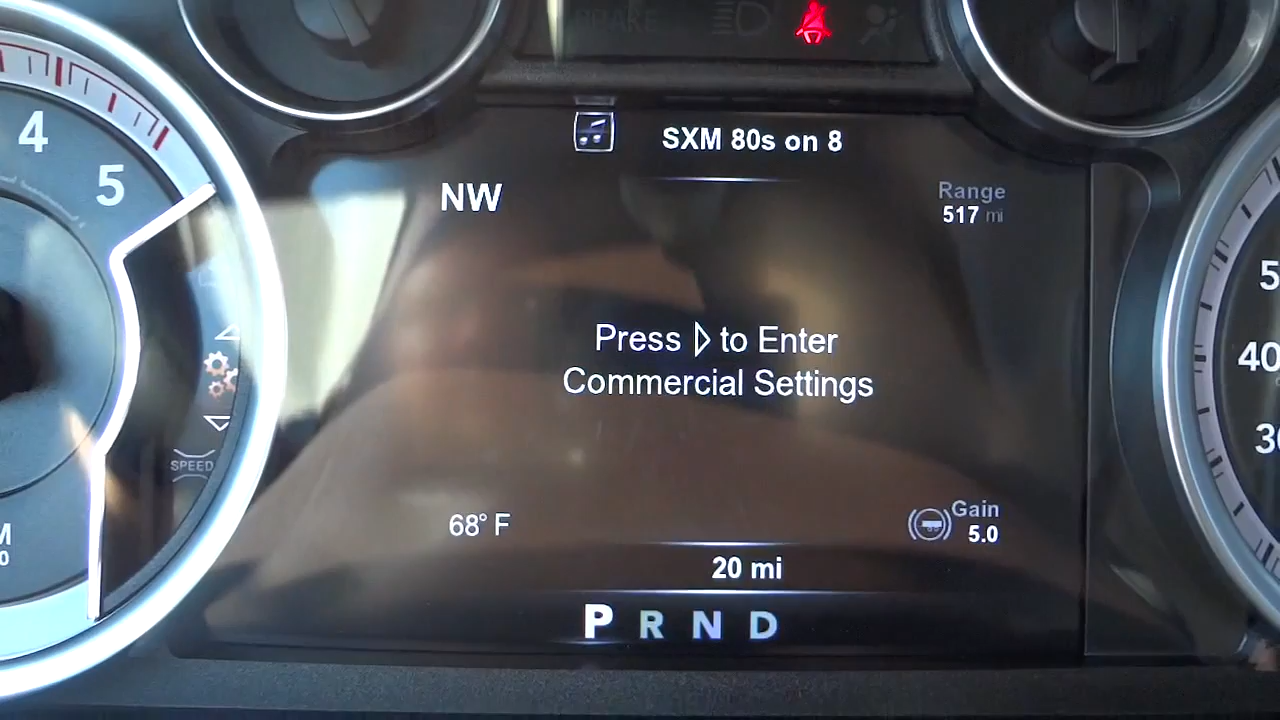 BRAKE
SXM 80s on 8
NW
Range
517 mi
4
5
Press ▷ to Enter
Commercial Settings
SPEED
40
68° F
Gain
5.0
20 mi
P R N D